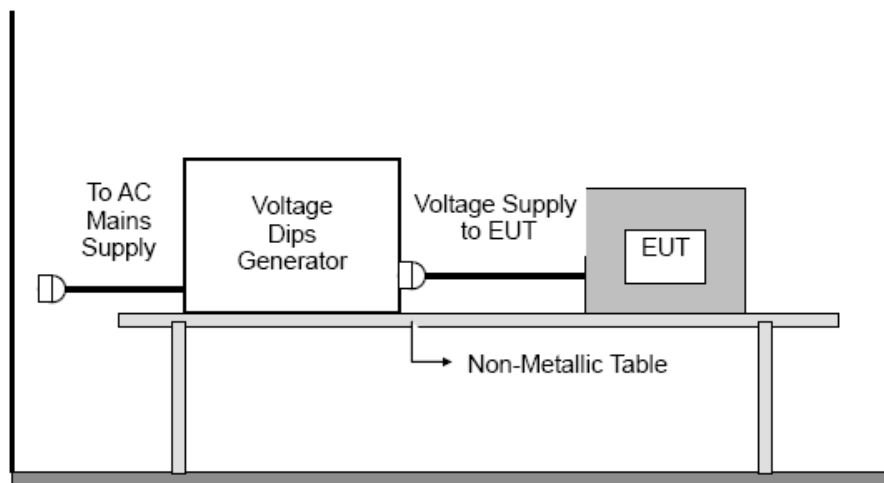 To AC
Mains
Supply
Voltage
Dips
Generator
Voltage Supply
to EUT
EUT
Non-Metallic Table